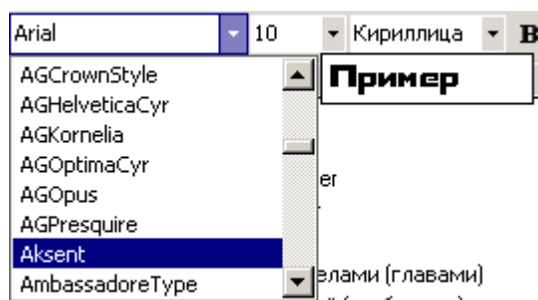 Arial 10 Кириллица B
AGCrownStyle Пример
AGHelveticaCyr
AGKornelia
AGOptimaCyr
er
AGOpus
AGPresquire
Aksent
елами (главами)
AmbassadoreType